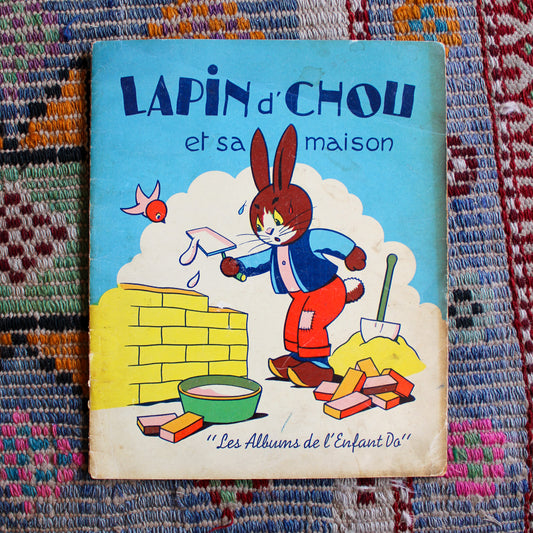 LAPIN d'CHOU
et sa maison
"Les Albums de l'Enfant Do"